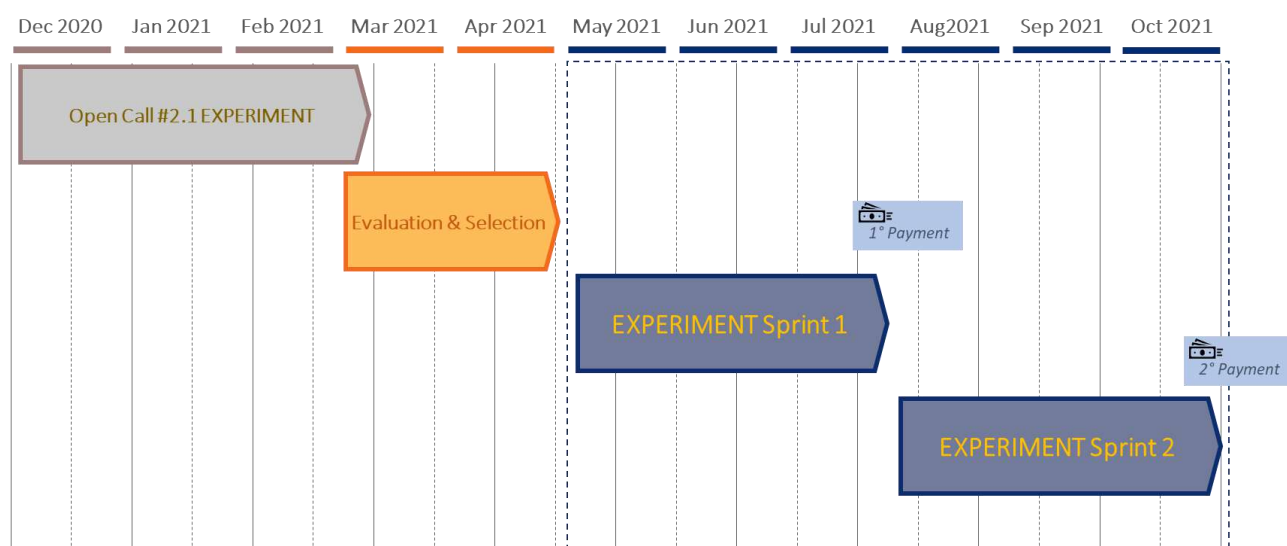 Dec 2020 Jan 2021 Feb 2021 Mar 2021 Apr 2021 May 2021 Jun 2021 Jul 2021 Aug2021 Sep 2021 Oct 2021
Open Call #2.1 EXPERIMENT
Evaluation & Selection
1° Payment
EXPERIMENT Sprint 1
2° Payment
EXPERIMENT Sprint 2